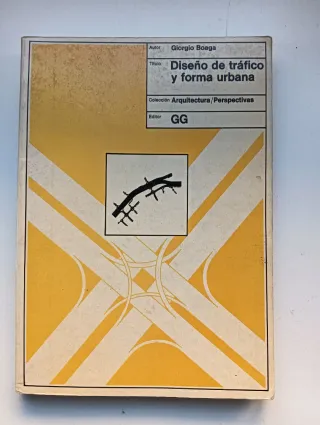 Autor Giorgio Boaga
Título Diseño de tráfico
y forma urbana
Colección Arquitectura/Perspectivas
Editor GG